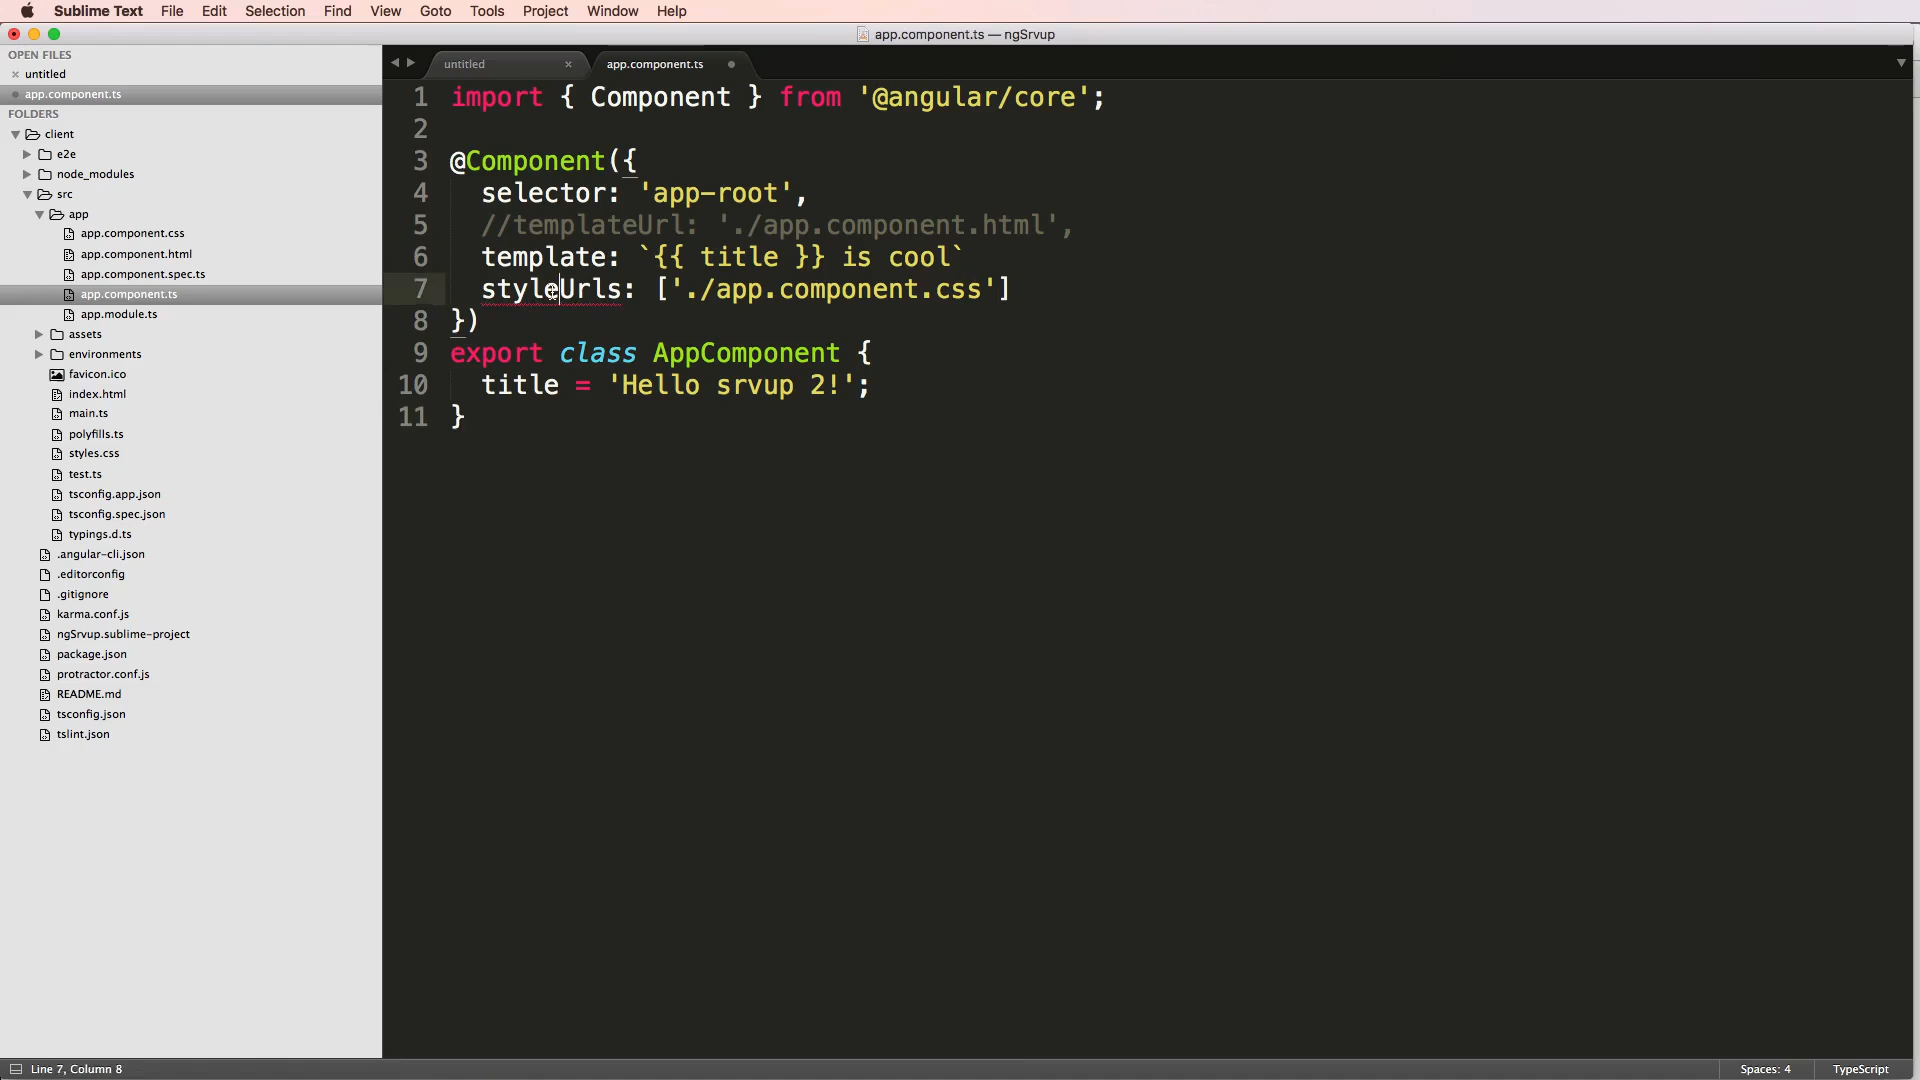 Sublime Text File Edit Selection Find View Goto Tools Project Window Help
app.component.ts — ngSrvup
OPEN FILES
× untitled
app.component.ts
FOLDERS
client
e2e
node_modules
src
app
app.component.css
app.component.html
app.component.spec.ts
app.component.ts
app.module.ts
assets
environments
favicon.ico
index.html
main.ts
polyfills.ts
styles.css
test.ts
tsconfig.app.json
tsconfig.spec.json
typings.d.ts
.angular-cli.json
.editorconfig
.gitignore
karma.conf.js
ngSrvup.sublime-project
package.json
protractor.conf.js
README.md
tsconfig.json
tslint.json
untitled × app.component.ts
1 import { Component } from '@angular/core';
2
3 @Component({
4 selector: 'app-root',
5 //templateUrl: './app.component.html',
6 template: `{{ title }} is cool`
7 styleUrls: ['./app.component.css']
8 })
9 export class AppComponent {
10 title = 'Hello srvup 2!';
11 }
Line 7, Column 8 Spaces: 4 TypeScript